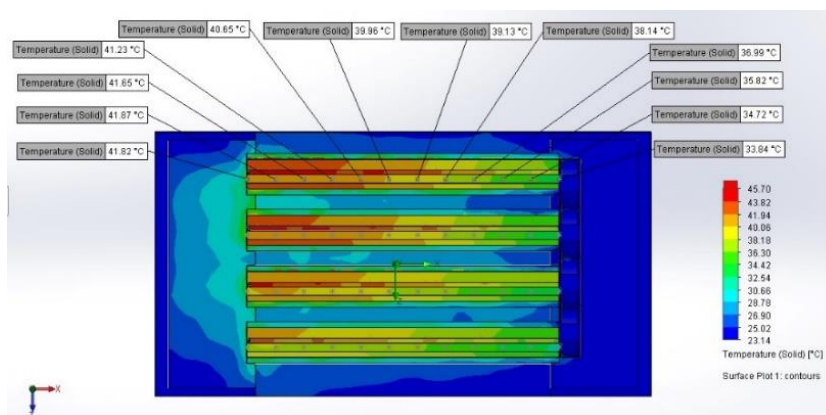 Temperature (Solid) 40.65 °C
Temperature (Solid) 39.96 °C
Temperature (Solid) 39.13 °C
Temperature (Solid) 38.14 °C
Temperature (Solid) 41.23 °C
Temperature (Solid) 36.99 °C
Temperature (Solid) 41.65 °C
Temperature (Solid) 35.82 °C
Temperature (Solid) 41.87 °C
Temperature (Solid) 34.72 °C
Temperature (Solid) 41.82 °C
Temperature (Solid) 33.84 °C
45.70
43.82
41.94
40.06
38.18
36.30
34.42
32.54
30.66
28.78
26.90
25.02
23.14
Temperature (Solid) [°C]
Surface Plot 1: contours
X